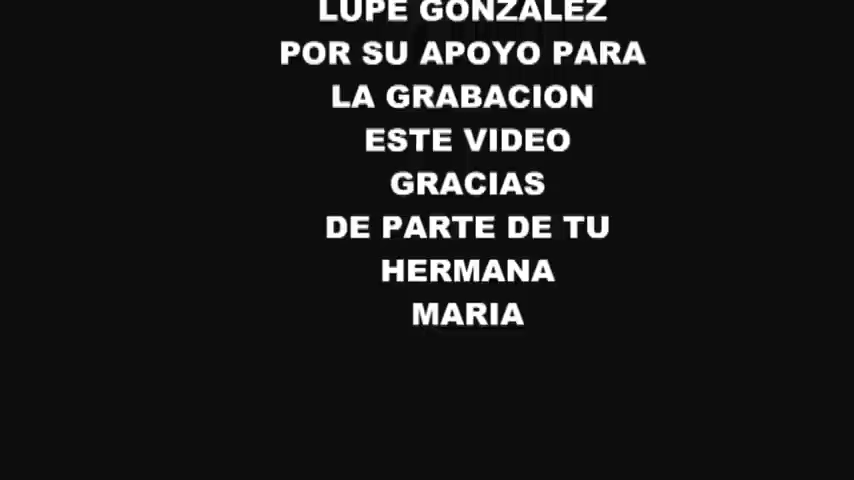 LUPE GONZALEZ
POR SU APOYO PARA
LA GRABACION
ESTE VIDEO
GRACIAS
DE PARTE DE TU
HERMANA
MARIA